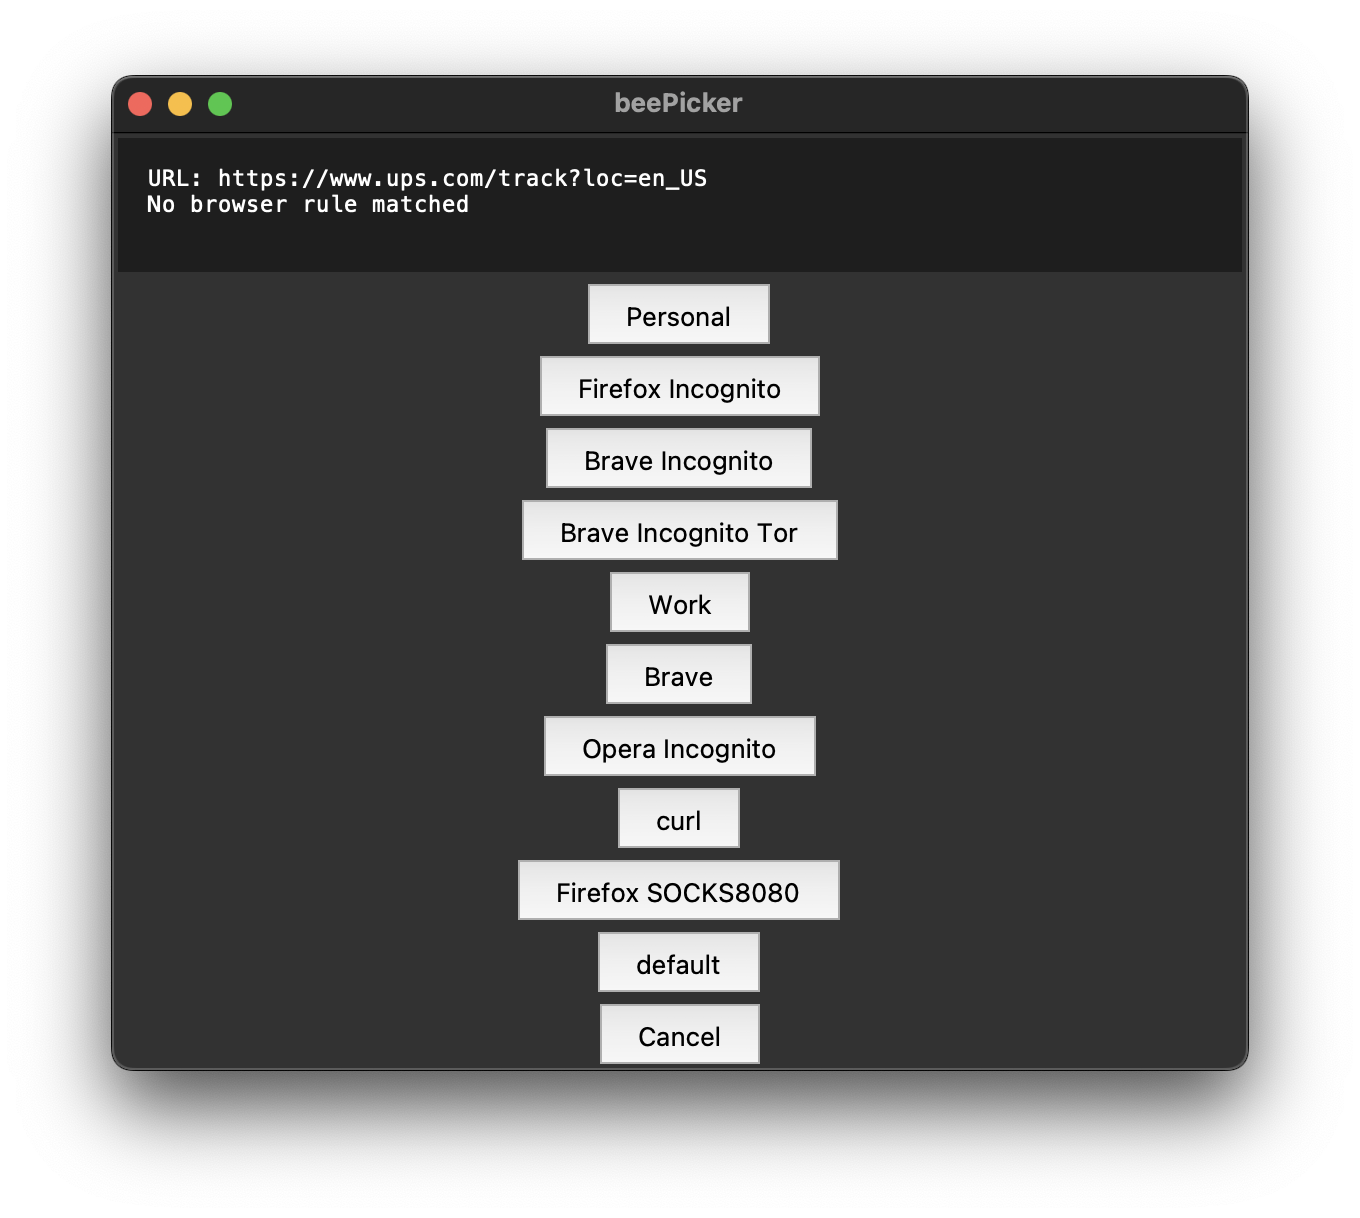 beePicker
URL: https://www.ups.com/track?loc=en_US
No browser rule matched
Personal
Firefox Incognito
Brave Incognito
Brave Incognito Tor
Work
Brave
Opera Incognito
curl
Firefox SOCKS8080
default
Cancel